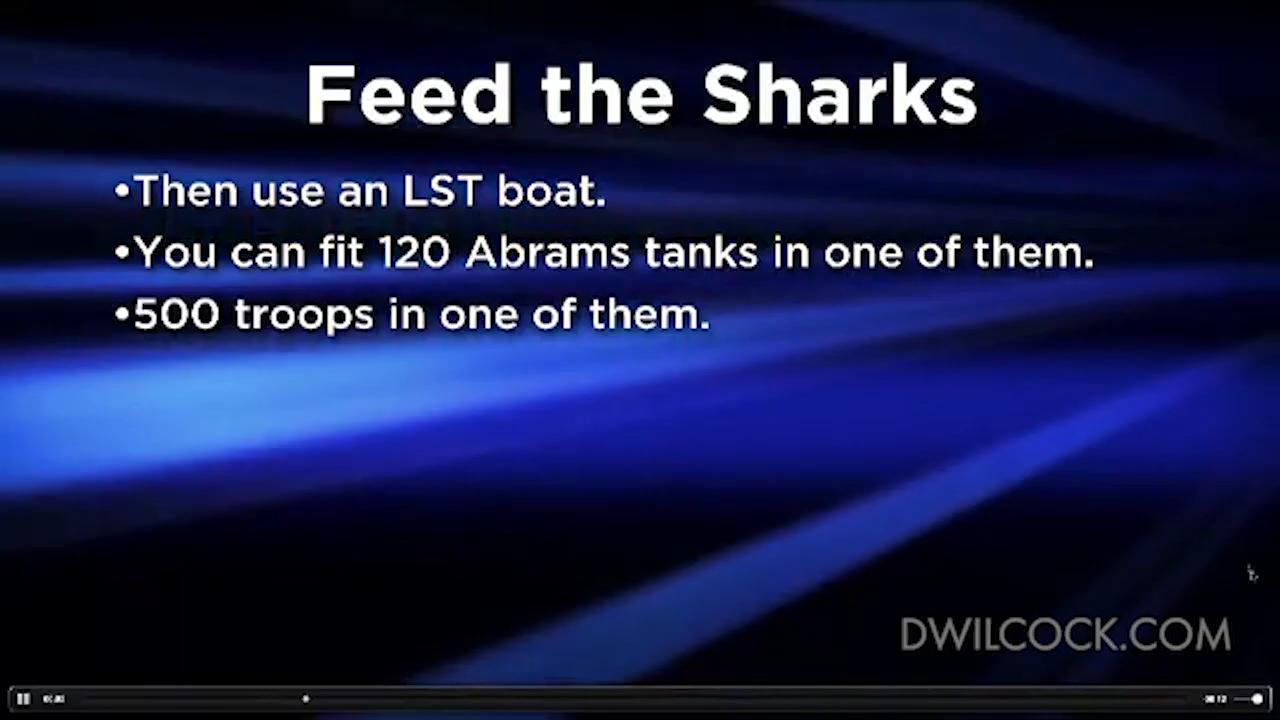 Feed the Sharks
•Then use an LST boat.
•You can fit 120 Abrams tanks in one of them.
•500 troops in one of them.
DWILCOCK.COM